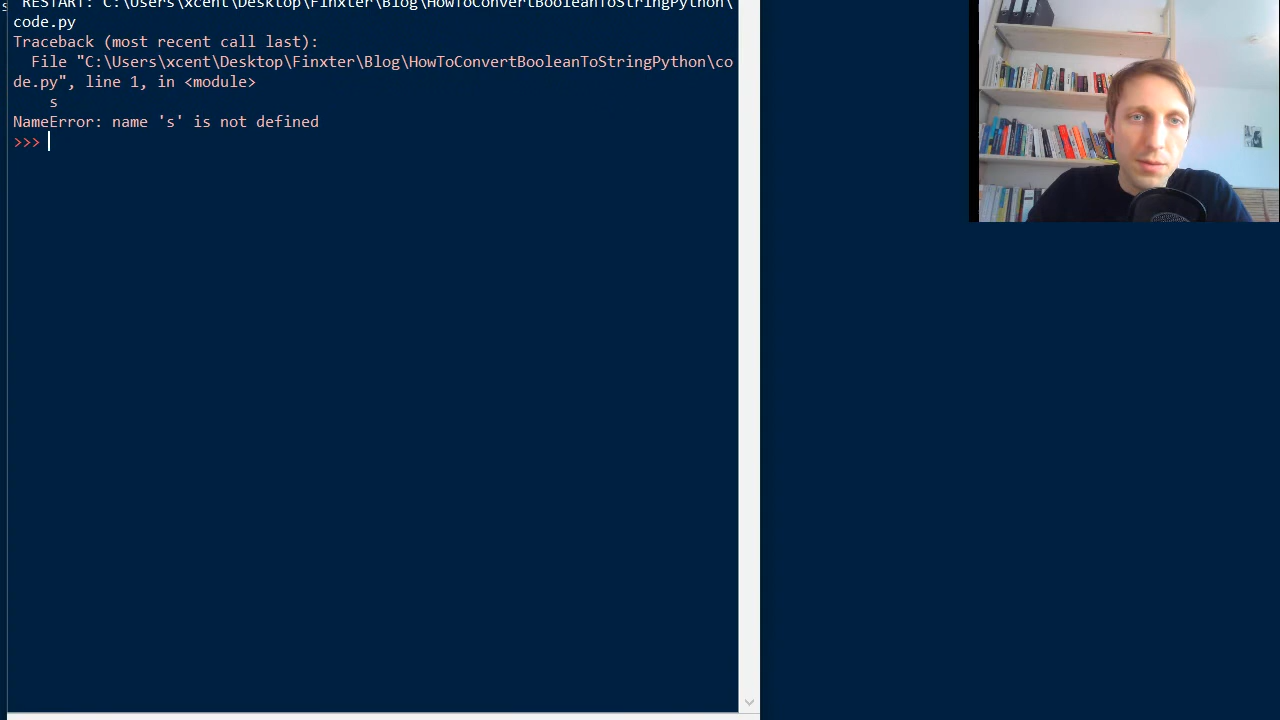 RESTART: C:\Users\xcent\Desktop\Finxter\Blog\HowToConvertBooleanToStringPython\
code.py
Traceback (most recent call last):
  File "C:\Users\xcent\Desktop\Finxter\Blog\HowToConvertBooleanToStringPython\co
de.py", line 1, in <module>
    s
NameError: name 's' is not defined
>>>